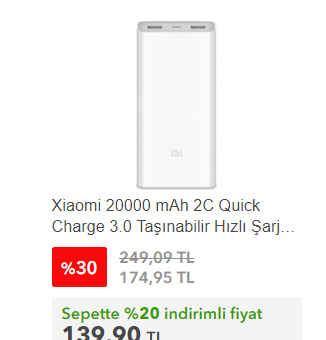 MI
Xiaomi 20000 mAh 2C Quick
Charge 3.0 Taşınabilir Hızlı Şarj...
%30
249,09 TL
174,95 TL
Sepette %20 indirimli fiyat
139,90 TL